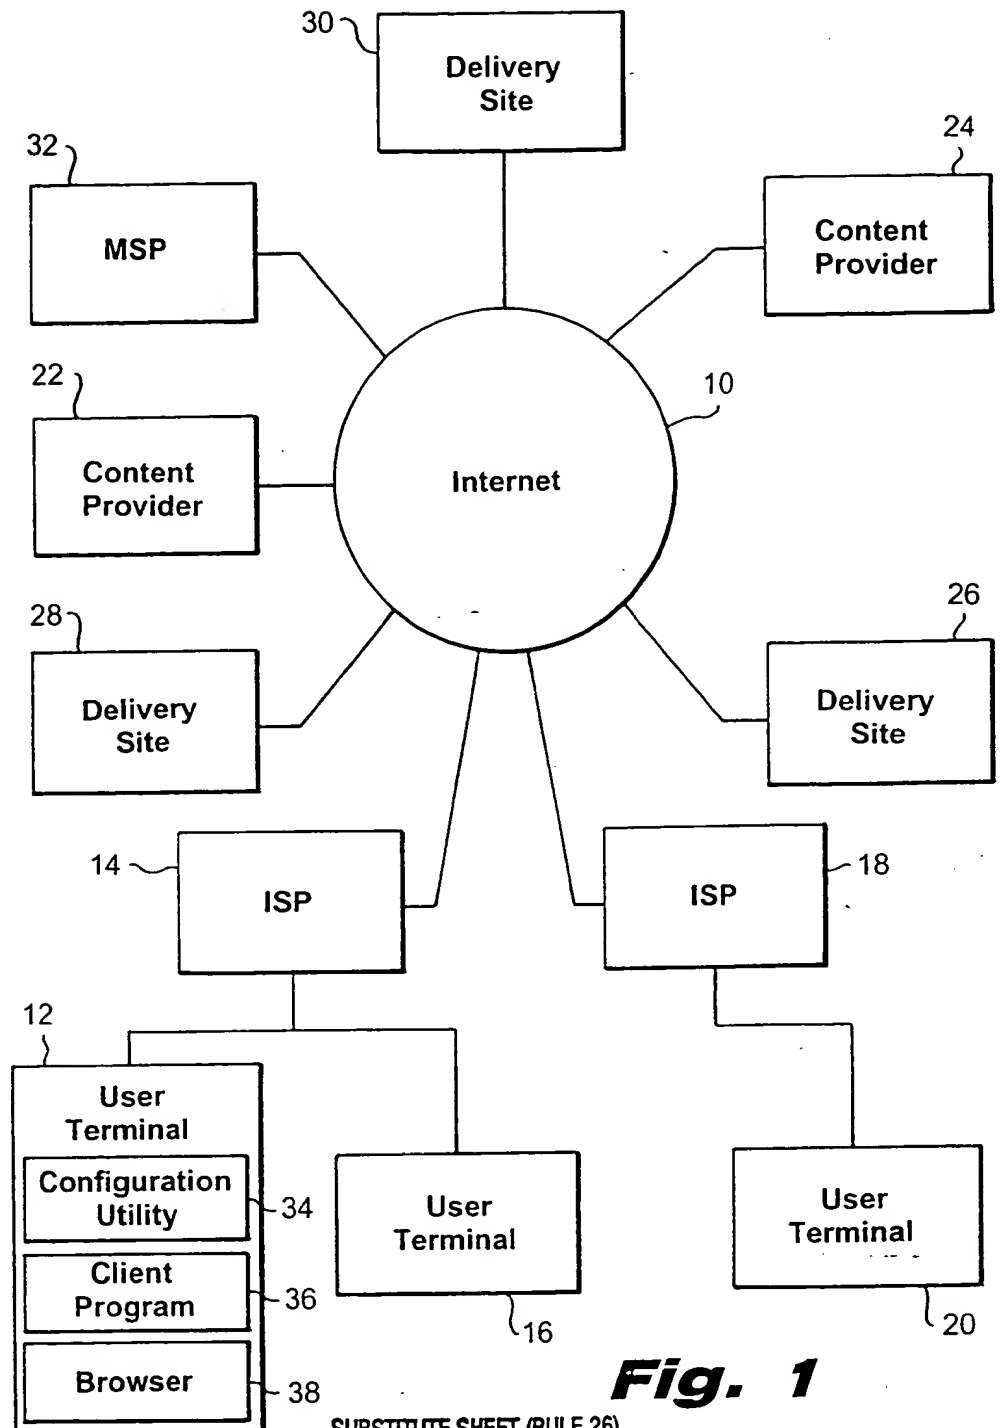 30
Delivery
Site
32
MSP
24
Content
Provider
22
Content
Provider
10
Internet
28
Delivery
Site
26
Delivery
Site
14
ISP
ISP
18
12
User
Terminal
Configuration
Utility
34
Client
Program
36
Browser
38
User
Terminal
16
User
Terminal
20
Fig. 1
SUBSTITUTE SHEET (RULE 26)